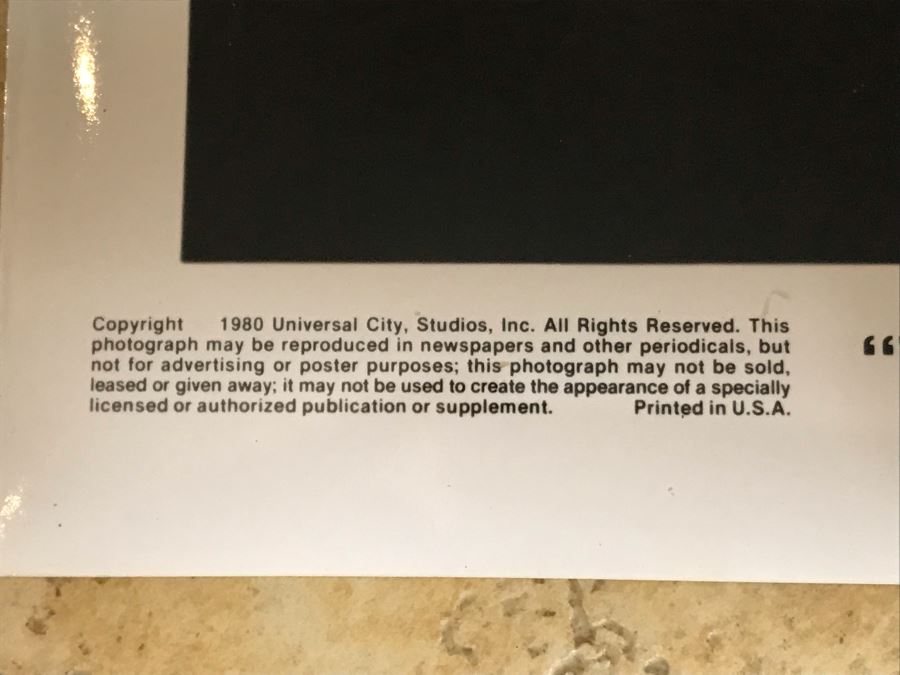 Copyright 1980 Universal City, Studios, Inc. All Rights Reserved. This
photograph may be reproduced in newspapers and other periodicals, but
not for advertising or poster purposes; this photograph may not be sold,
leased or given away; it may not be used to create the appearance of a specially
licensed or authorized publication or supplement. Printed in U.S.A.
“